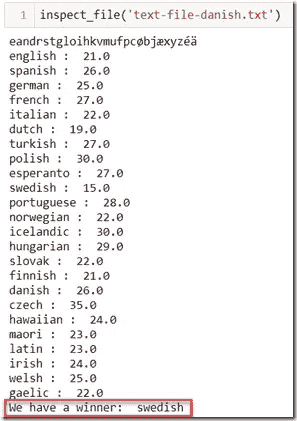 1 inspect_file('text-file-danish.txt')
eandrstgloihkvmufpcøbjæxyzéä
english :  21.0
spanish :  26.0
german :  25.0
french :  27.0
italian :  22.0
dutch :  19.0
turkish :  27.0
polish :  30.0
esperanto :  27.0
swedish :  15.0
portuguese :  28.0
norwegian :  22.0
icelandic :  30.0
hungarian :  29.0
slovak :  22.0
finnish :  21.0
danish :  26.0
czech :  35.0
hawaiian :  24.0
maori :  23.0
latin :  23.0
irish :  24.0
welsh :  25.0
gaelic :  22.0
We have a winner:  swedish